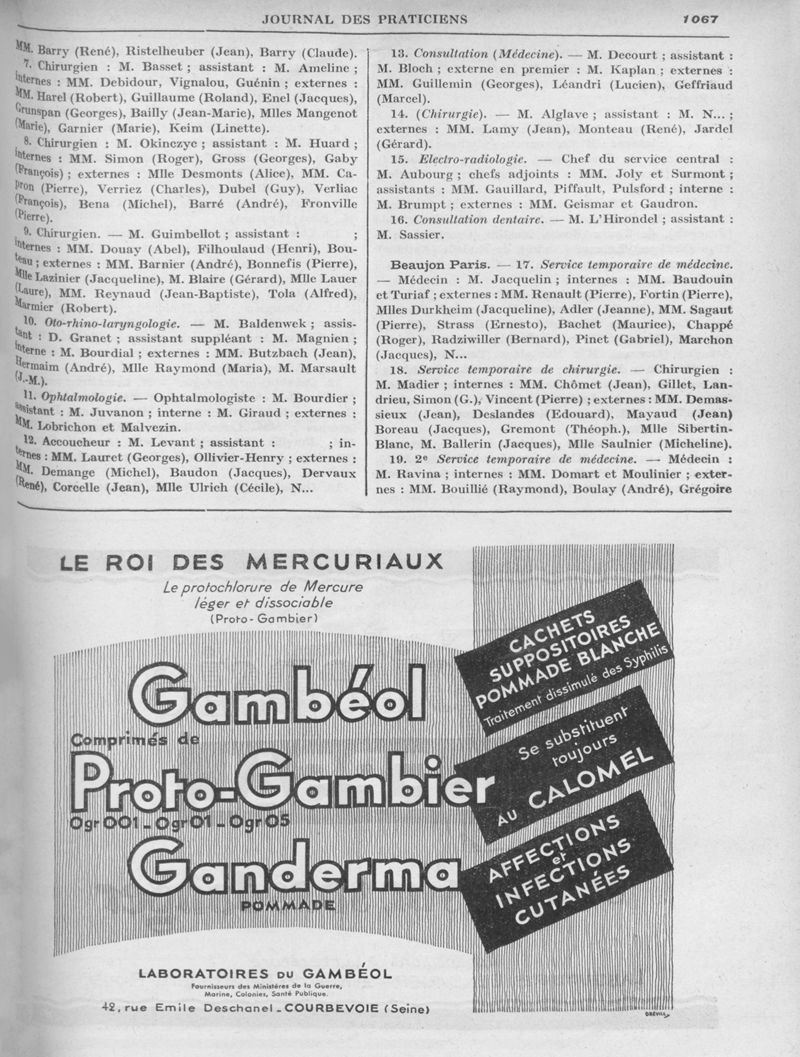 JOURNAL DES PRATICIENS 1067
MM. Barry (René), Ristelheuber (Jean), Barry (Claude).
7. Chirurgien : M. Basset ; assistant : M. Ameline ;
internes : MM. Debidour, Vignalou, Guénin ; externes :
MM. Harel (Robert), Guillaume (Roland), Enel (Jacques),
Grunspan (Georges), Bailly (Jean-Marie), Mlles Mangenot
(Marie), Garnier (Marie), Keim (Linette).
8. Chirurgien : M. Okinczyc ; assistant : M. Huard ;
internes : MM. Simon (Roger), Gross (Georges), Gaby
(François) ; externes : Mlle Desmonts (Alice), MM. Ca-
pron (Pierre), Verriez (Charles), Dubel (Guy), Verliac
(François), Bena (Michel), Barré (André), Fronville
(Pierre).
9. Chirurgien. — M. Guimbellot ; assistant : ;
internes : MM. Douay (Abel), Filhoulaud (Henri), Bou-
teau ; externes : MM. Barnier (André), Bonnefis (Pierre),
Mlle Lazinier (Jacqueline), M. Blaire (Gérard), Mlle Lauer
(Laure), MM. Reynaud (Jean-Baptiste), Tola (Alfred),
Marmier (Robert).
10. Oto-rhino-laryngologie. — M. Baldenwek ; assis-
tant : D. Granet ; assistant suppléant : M. Magnien ;
interne : M. Bourdial ; externes : MM. Butzbach (Jean),
Hermaim (André), Mlle Raymond (Maria), M. Marsault
(J.-M.).
11. Ophtalmologie. — Ophtalmologiste : M. Bourdier ;
assistant : M. Juvanon ; interne : M. Giraud ; externes :
MM. Lobrichon et Malvezin.
12. Accoucheur : M. Levant ; assistant : ; in-
ternes : MM. Lauret (Georges), Ollivier-Henry ; externes :
MM. Demange (Michel), Baudon (Jacques), Dervaux
(René), Corcelle (Jean), Mlle Ulrich (Cécile), N...
13. Consultation (Médecine). — M. Decourt ; assistant :
M. Bloch ; externe en premier : M. Kaplan ; externes :
MM. Guillemin (Georges), Léandri (Lucien), Geffriaud
(Marcel).
14. (Chirurgie). — M. Alglave ; assistant : M. N... ;
externes : MM. Lamy (Jean), Monteau (René), Jardel
(Gérard).
15. Electro-radiologie. — Chef du service central :
M. Aubourg ; chefs adjoints : MM. Joly et Surmont ;
assistants : MM. Gauillard, Piffault, Pulsford ; interne :
M. Brumpt ; externes : MM. Geismar et Gaudron.
16. Consultation dentaire. — M. L'Hirondel ; assistant :
M. Sassier.
Beaujon Paris. — 17. Service temporaire de médecine.
— Médecin : M. Jacquelin ; internes : MM. Baudouin
et Turiaf ; externes : MM. Renault (Pierre), Fortin (Pierre),
Mlles Durkheim (Jacqueline), Adler (Jeanne), MM. Sagaut
(Pierre), Strass (Ernesto), Bachet (Maurice), Chappé
(Roger), Radziwiller (Bernard), Pinet (Gabriel), Marchon
(Jacques), N...
18. Service temporaire de chirurgie. — Chirurgien :
M. Madier ; internes : MM. Chômet (Jean), Gillet, Lan-
drieu, Simon (G.), Vincent (Pierre) ; externes : MM. Demas-
sieux (Jean), Deslandes (Edouard), Mayaud (Jean)
Boreau (Jacques), Gremont (Théoph.), Mlle Sibertin-
Blanc, M. Ballerin (Jacques), Mlle Saulnier (Micheline).
19. 2e Service temporaire de médecine. — Médecin :
M. Ravina ; internes : MM. Domart et Moulinier ; exter-
nes : MM. Bouillié (Raymond), Boulay (André), Grégoire
LE ROI DES MERCURIAUX
Le protochlorure de Mercure
léger et dissociable
(Proto-Gambier)
Gambéol
Comprimés de
Proto-Gambier
0gr001_0gr01_0gr05
Ganderma
POMMADE
CACHETS
SUPPOSITOIRES
POMMADE BLANCHE
Traitement dissimulé des Syphilis
Se substituent
toujours
AU CALOMEL
AFFECTIONS
et
INFECTIONS
CUTANÉES
LABORATOIRES DU GAMBÉOL
Fournisseurs des Ministères de la Guerre,
Marine, Colonies, Santé Publique.
42, rue Emile Deschanel _ COURBEVOIE (Seine)